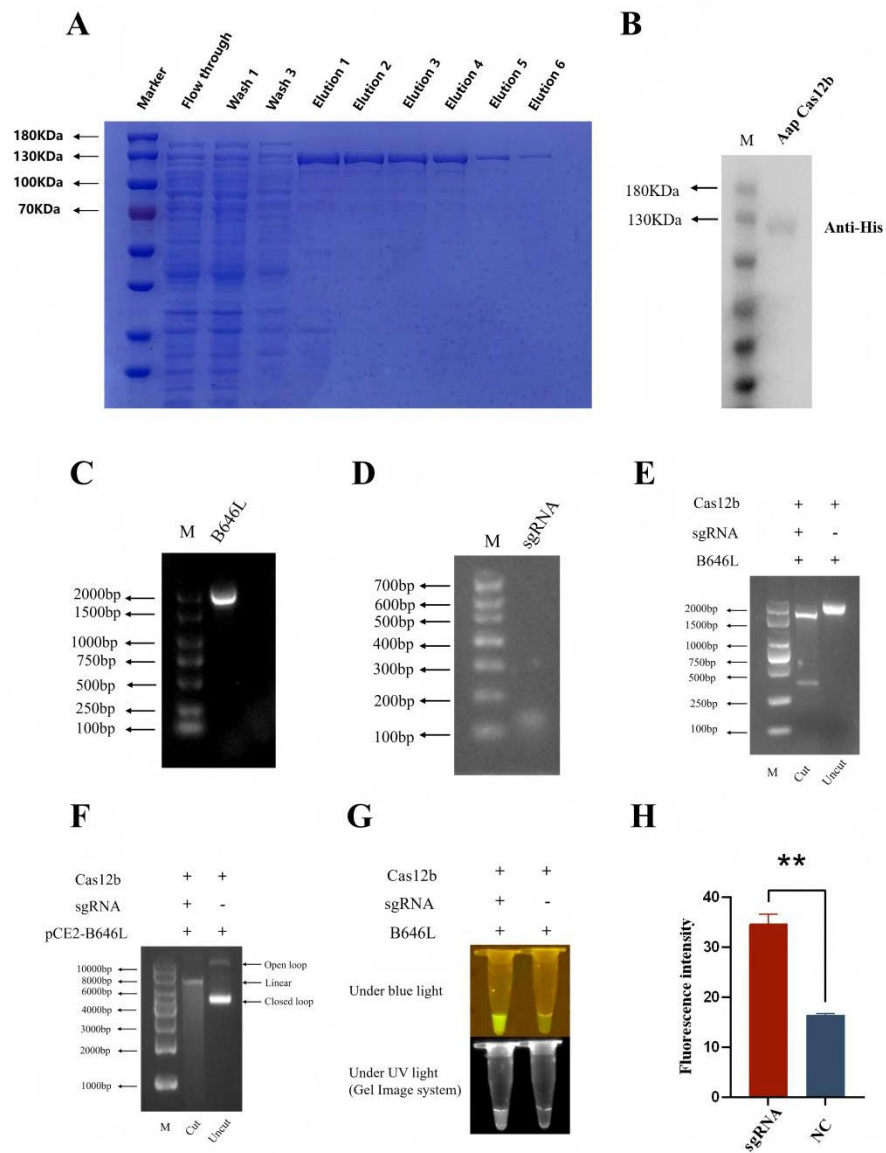 A
Marker
Flow through
Wash 1
Wash 3
Elution 1
Elution 2
Elution 3
Elution 4
Elution 5
Elution 6
180KDa
130KDa
100KDa
70KDa
B
M
Aap Cas12b
180KDa
130KDa
Anti-His
C
M
B646L
2000bp
1500bp
1000bp
750bp
500bp
250bp
100bp
D
M
sgRNA
700bp
600bp
500bp
400bp
300bp
200bp
100bp
E
Cas12b + +
sgRNA + -
B646L + +
2000bp
1500bp
1000bp
750bp
500bp
250bp
100bp
M Cut Uncut
F
Cas12b + +
sgRNA + -
pCE2-B646L + +
10000bp
8000bp
6000bp
4000bp
3000bp
2000bp
1000bp
Open loop
Linear
Closed loop
M Cut Uncut
G
Cas12b + +
sgRNA + -
B646L + +
Under blue light
Under UV light
(Gel Image system)
H
**
Fluorescence intensity
40
30
20
10
0
sgRNA
NC